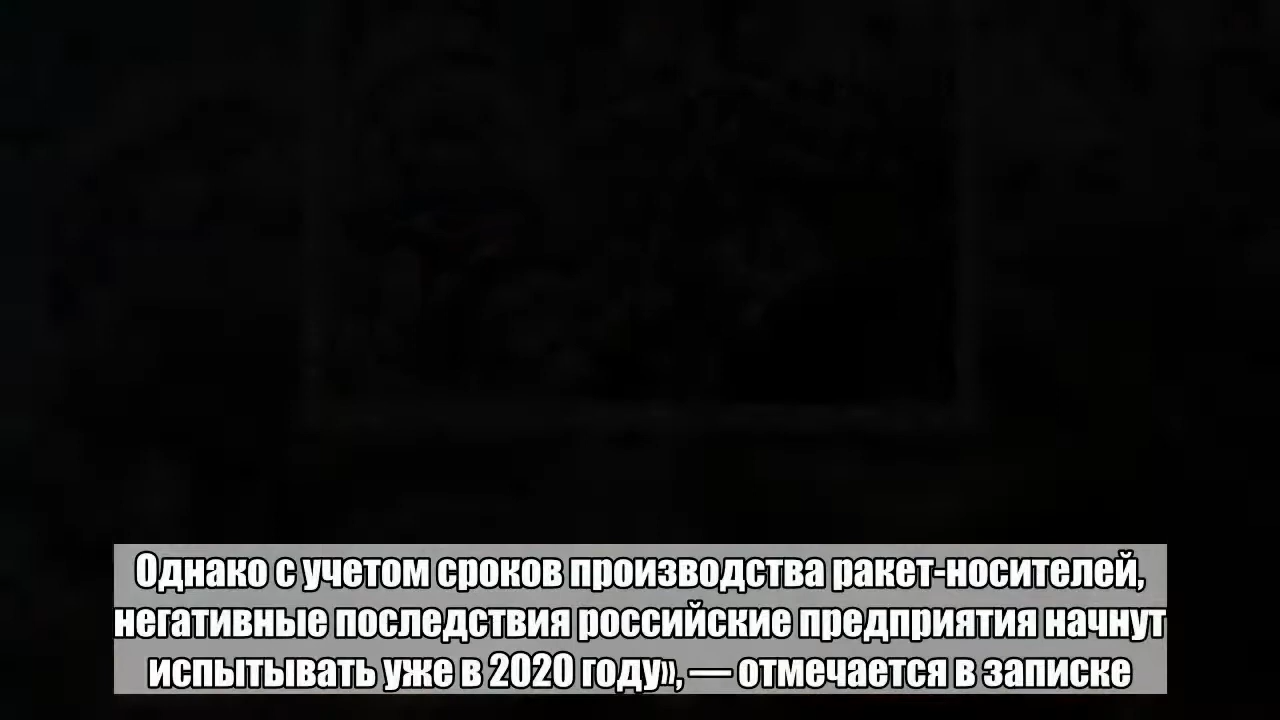 Однако с учетом сроков производства ракет-носителей,
негативные последствия российские предприятия начнут
испытывать уже в 2020 году», — отмечается в записке